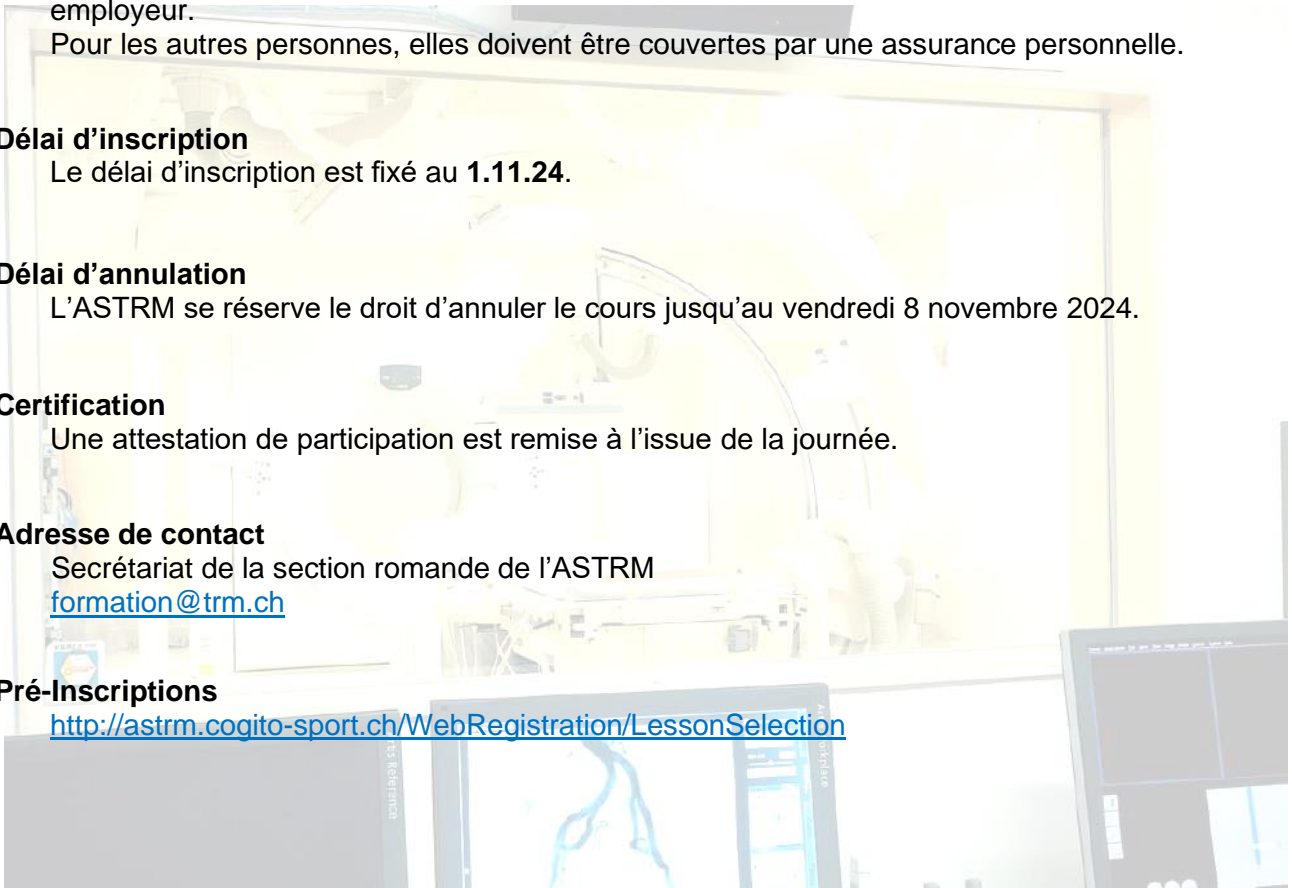 employeur.
Pour les autres personnes, elles doivent être couvertes par une assurance personnelle.
Délai d’inscription
Le délai d’inscription est fixé au 1.11.24.
Délai d’annulation
L’ASTRM se réserve le droit d’annuler le cours jusqu’au vendredi 8 novembre 2024.
Certification
Une attestation de participation est remise à l’issue de la journée.
Adresse de contact
Secrétariat de la section romande de l’ASTRM
formation@trm.ch
Pré-Inscriptions
http://astrm.cogito-sport.ch/WebRegistration/LessonSelection